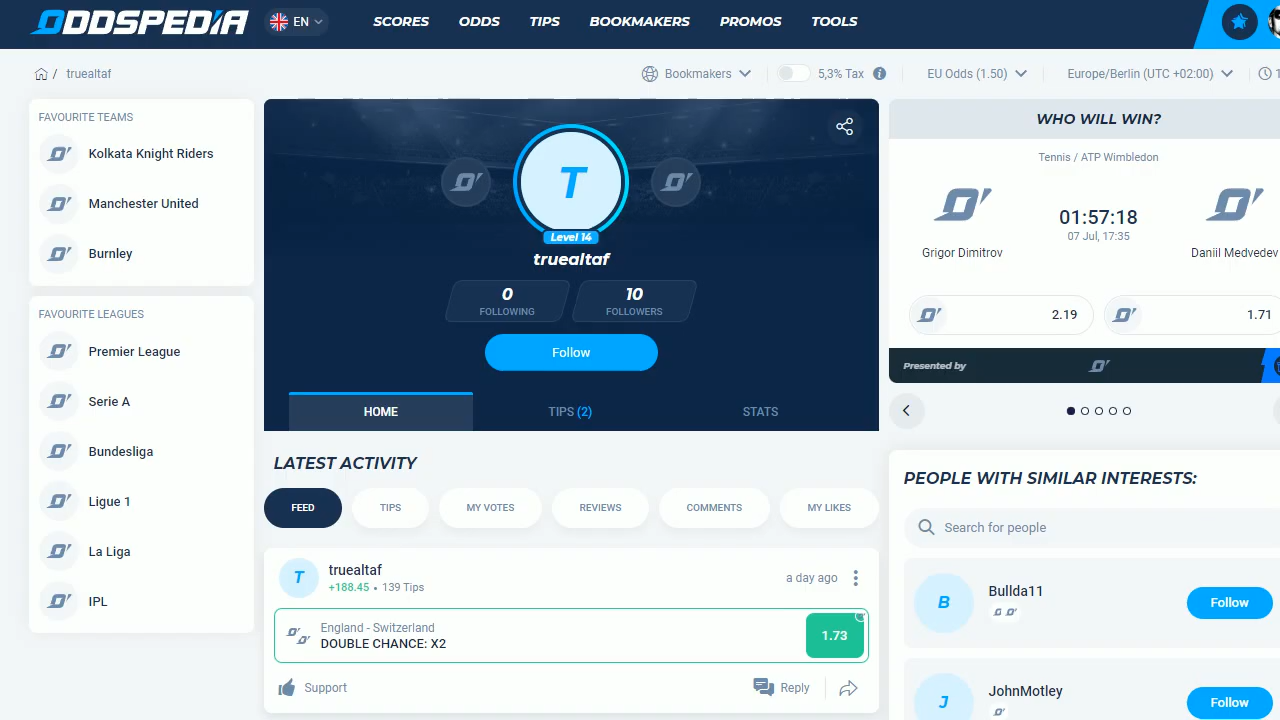 ODDSPEDIA
EN
SCORES
ODDS
TIPS
BOOKMAKERS
PROMOS
TOOLS
/ truealtaf
Bookmakers
5,3% Tax
EU Odds (1.50)
Europe/Berlin (UTC +02:00)
FAVOURITE TEAMS
Kolkata Knight Riders
Manchester United
Burnley
FAVOURITE LEAGUES
Premier League
Serie A
Bundesliga
Ligue 1
La Liga
IPL
T
Level 14
truealtaf
0
FOLLOWING
10
FOLLOWERS
Follow
HOME
TIPS (2)
STATS
LATEST ACTIVITY
FEED
TIPS
MY VOTES
REVIEWS
COMMENTS
MY LIKES
T
truealtaf
+188.45 • 139 Tips
a day ago
England - Switzerland
DOUBLE CHANCE: X2
1.73
Support
Reply
WHO WILL WIN?
Tennis / ATP Wimbledon
01:57:18
07 Jul, 17:35
Grigor Dimitrov
Daniil Medvedev
2.19
1.71
Presented by
PEOPLE WITH SIMILAR INTERESTS:
Search for people
B
Bullda11
Follow
J
JohnMotley
Follow